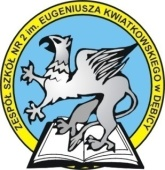 ZESPÓŁ SZKÓŁ NR 2 im. EUGENIUSZA KWIATKOWSKIEGO W DĘBICY